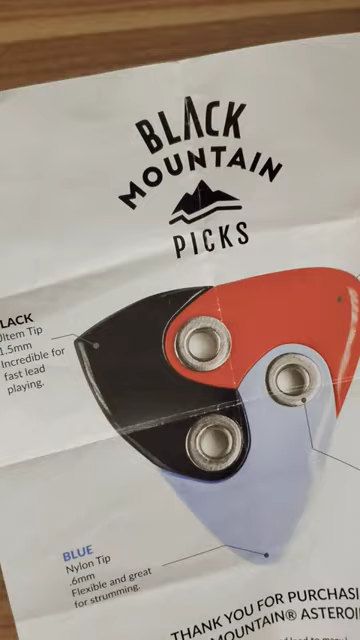 BLACK
MOUNTAIN
PICKS
LACK
Ultem Tip
1.5mm
Incredible for
fast lead
playing.
BLUE
Nylon Tip
.6mm
Flexible and great
for strumming.
THANK YOU FOR PURCHASI
MOUNTAIN® ASTEROI